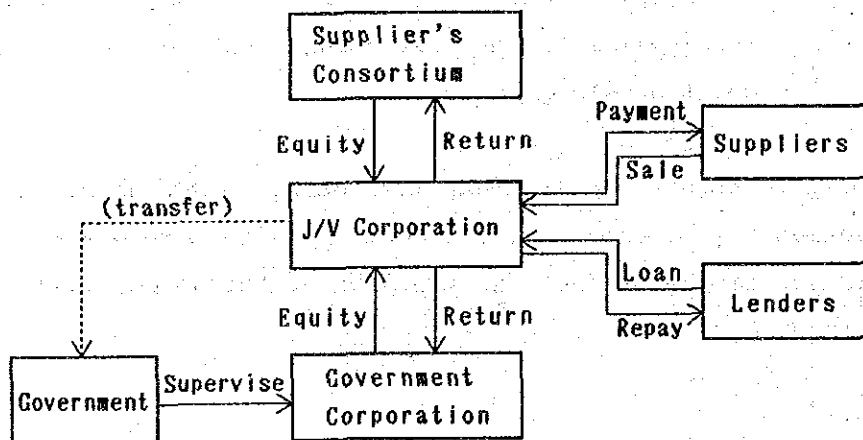 Supplier's
Consortium
Payment
Suppliers
Equity
Return
Sale
(transfer)
J/V Corporation
Loan
Lenders
Equity
Return
Repay
Government
Supervise
Government
Corporation